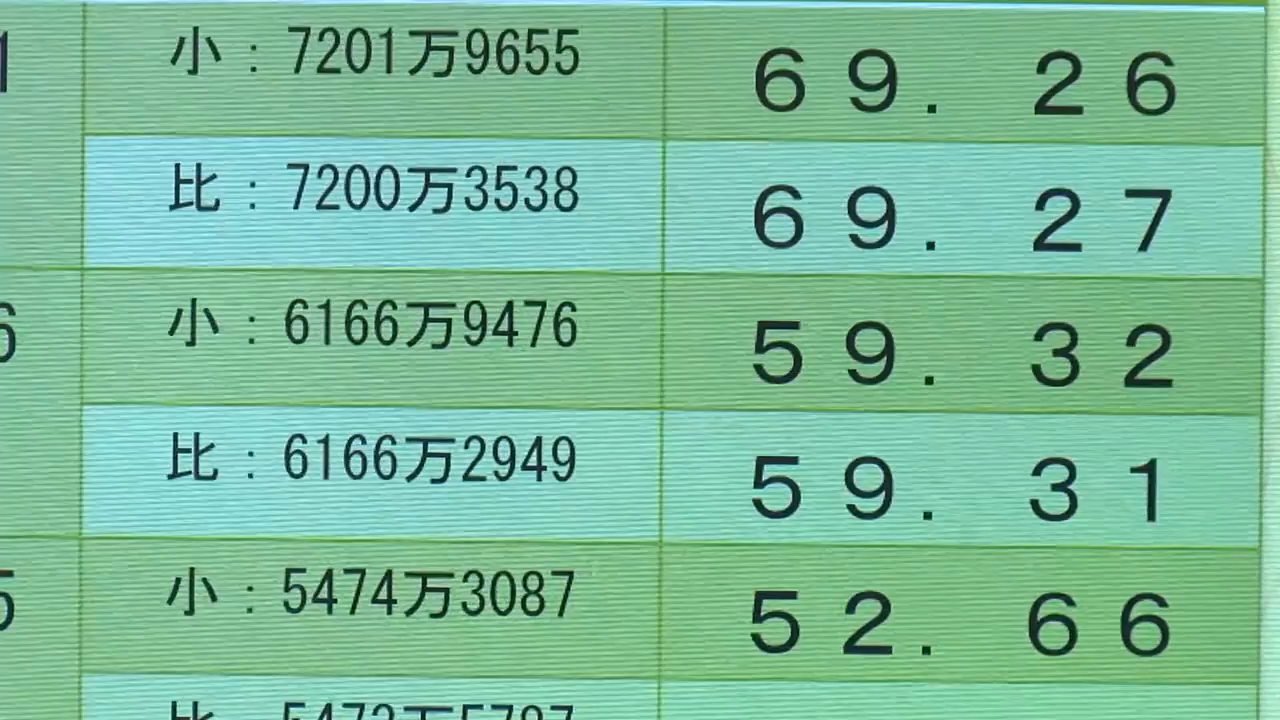 小：7201万9655 ６９．２６
比：7200万3538 ６９．２７
小：6166万9476 ５９．３２
比：6166万2949 ５９．３１
小：5474万3087 ５２．６６